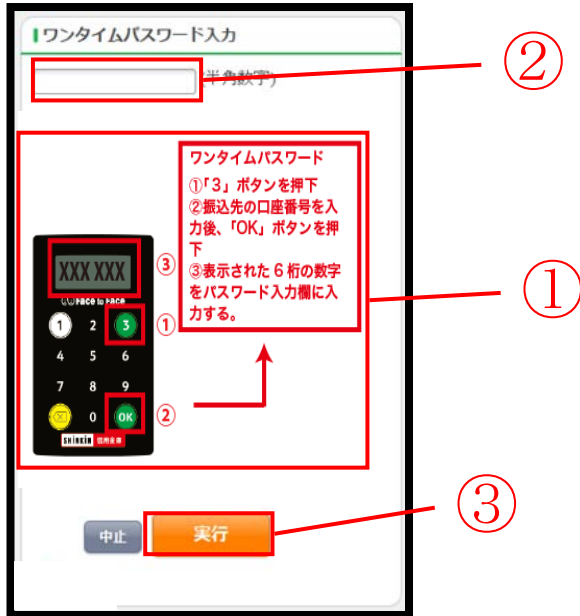 ワンタイムパスワード入力
(半角数字)
②
ワンタイムパスワード
①「3」ボタンを押下
②振込先の口座番号を入
力後、「OK」ボタンを押
下
③表示された6桁の数字
をパスワード入力欄に入
力する。
①
XXX XXX
③
Face to Face
1 2 3
①
4 5 6
7 8 9
0 OK
②
SHINKIN 信用金庫
中止
実行
③